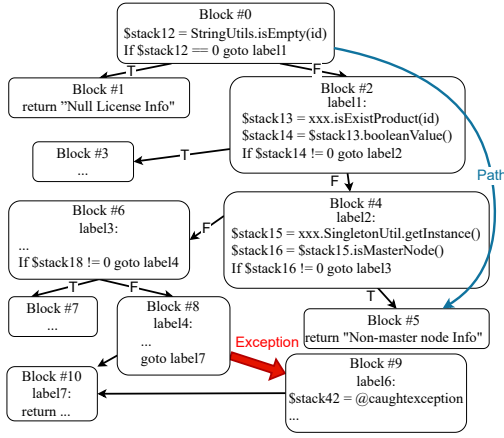 Block #0
$stack12 = StringUtils.isEmpty(id)
If $stack12 == 0 goto label1
T
F
Block #1
return "Null License Info"
Block #2
label1:
$stack13 = xxx.isExistProduct(id)
$stack14 = $stack13.booleanValue()
If $stack14 != 0 goto label2
Block #3
...
T
Path
F
Block #4
label2:
$stack15 = xxx.SingletonUtil.getInstance()
$stack16 = $stack15.isMasterNode()
If $stack16 != 0 goto label3
Block #6
label3:
...
If $stack18 != 0 goto label4
F
T
F
T
Block #7
...
Block #8
label4:
...
goto label7
Block #5
return "Non-master node Info"
Exception
Block #9
label6:
$stack42 = @caughtexception
...
Block #10
label7:
return ...